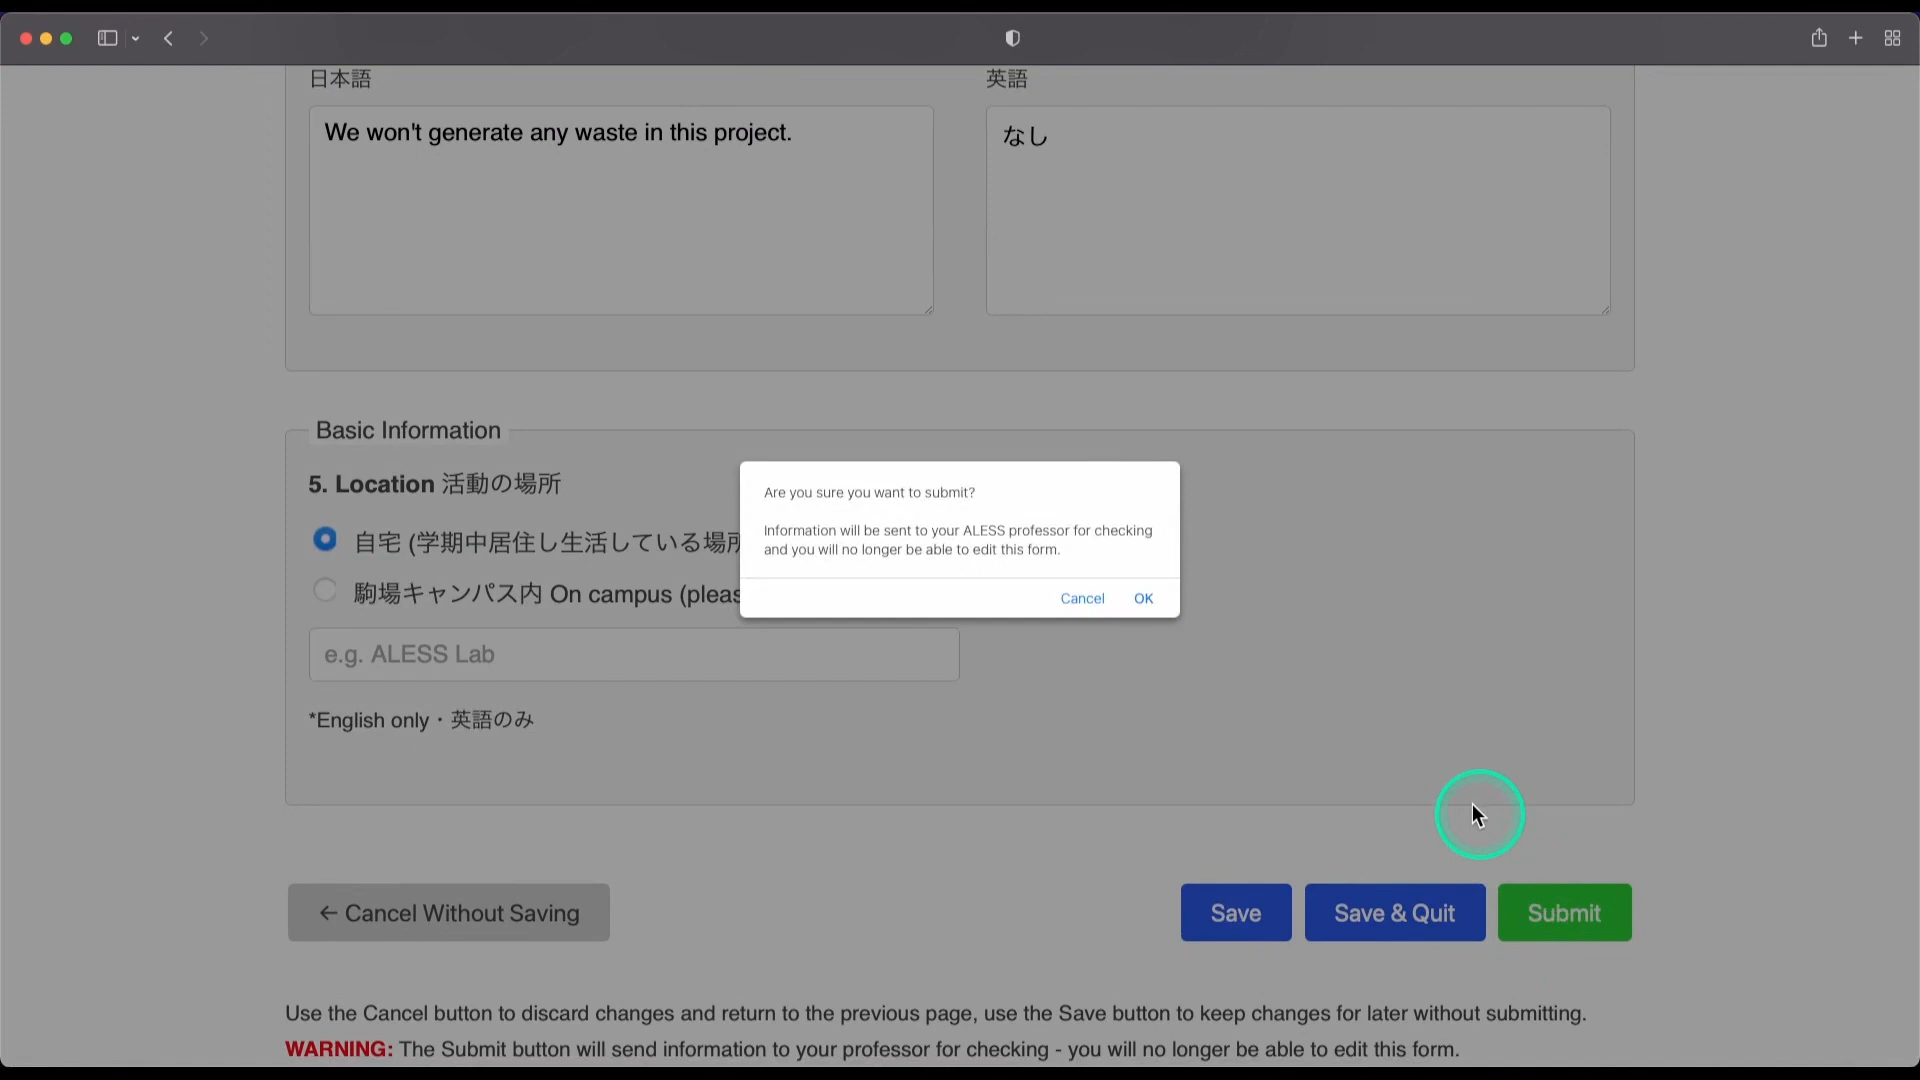 日本語
英語
We won't generate any waste in this project.
なし
Basic Information
5. Location 活動の場所
自宅 (学期中居住し生活している場所
駒場キャンパス内 On campus (pleas
Are you sure you want to submit?
Information will be sent to your ALESS professor for checking
and you will no longer be able to edit this form.
Cancel
OK
e.g. ALESS Lab
*English only・英語のみ
← Cancel Without Saving
Save
Save & Quit
Submit
Use the Cancel button to discard changes and return to the previous page, use the Save button to keep changes for later without submitting.
WARNING: The Submit button will send information to your professor for checking - you will no longer be able to edit this form.